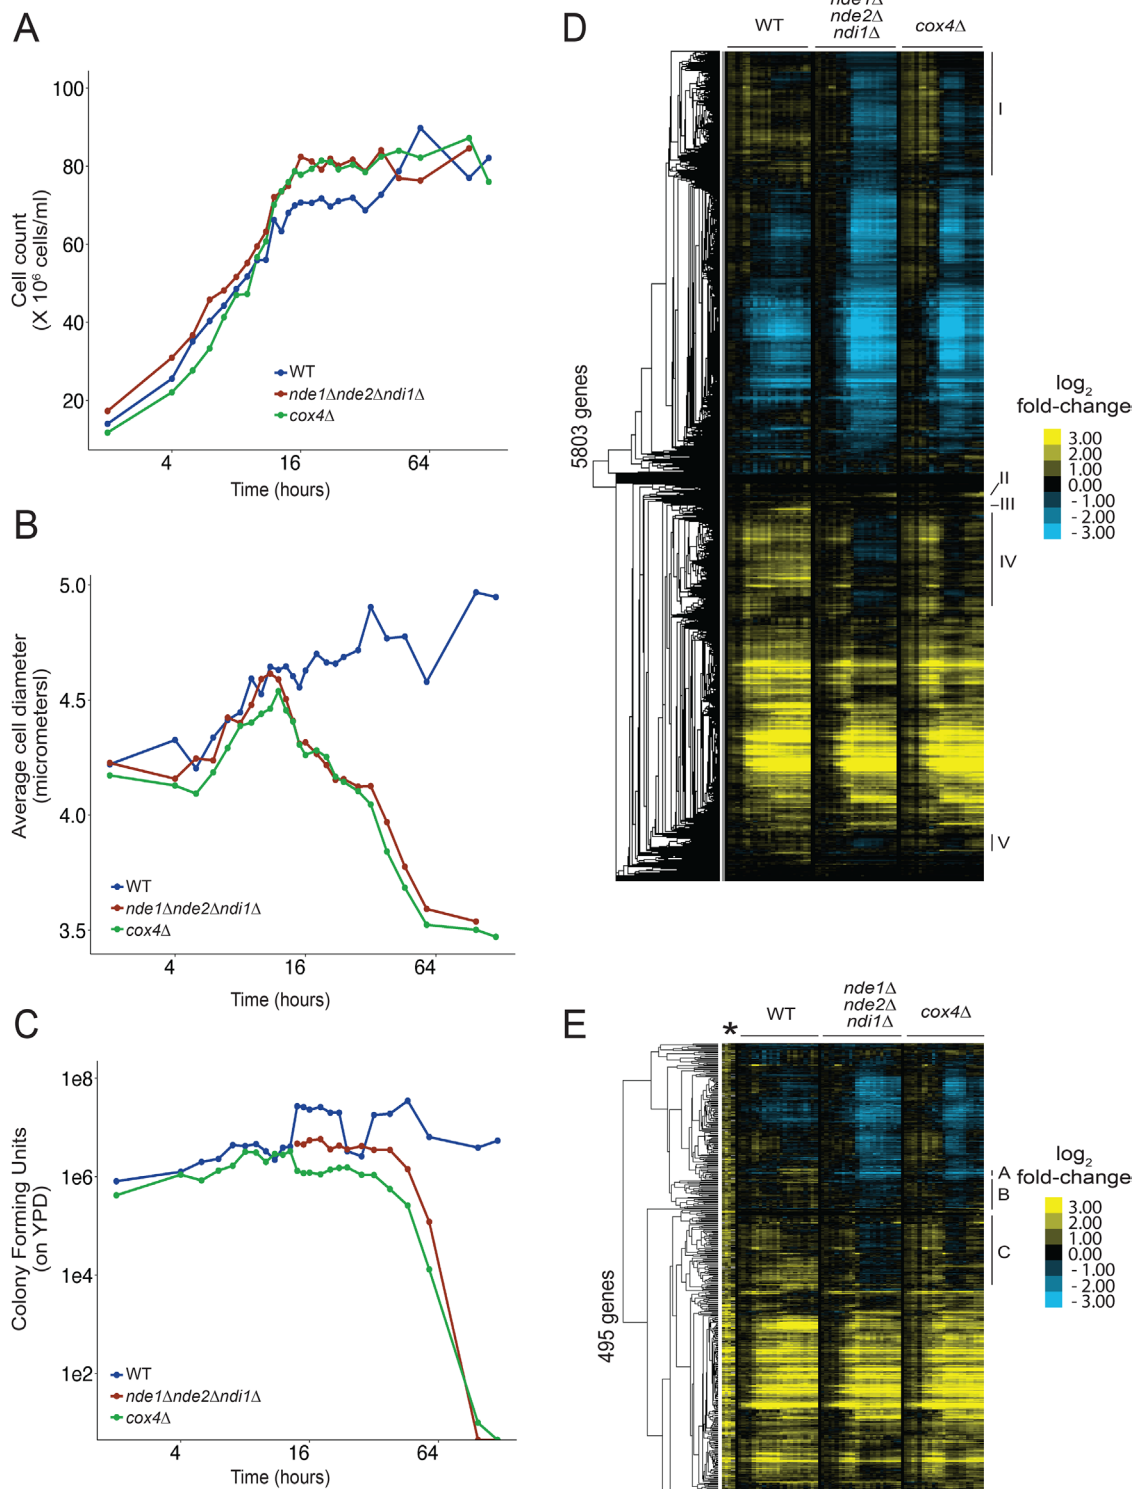 A
100
80
60
40
20
Cell count
(X 10⁶ cells/ml)
WT
nde1Δnde2Δndi1Δ
cox4Δ
4
16
64
Time (hours)
B
5.0
4.5
4.0
3.5
Average cell diameter
(micrometersl)
WT
nde1Δnde2Δndi1Δ
cox4Δ
4
16
64
Time (hours)
C
1e8
1e6
1e4
1e2
Colony Forming Units
(on YPD)
WT
nde1Δnde2Δndi1Δ
cox4Δ
4
16
64
Time (hours)
D
WT
nde1Δ
nde2Δ
ndi1Δ
cox4Δ
5803 genes
I
II
III
IV
V
log₂
fold-change
3.00
2.00
1.00
0.00
- 1.00
- 2.00
- 3.00
E
*
WT
nde1Δ
nde2Δ
ndi1Δ
cox4Δ
495 genes
A
B
C
log₂
fold-change
3.00
2.00
1.00
0.00
- 1.00
- 2.00
- 3.00